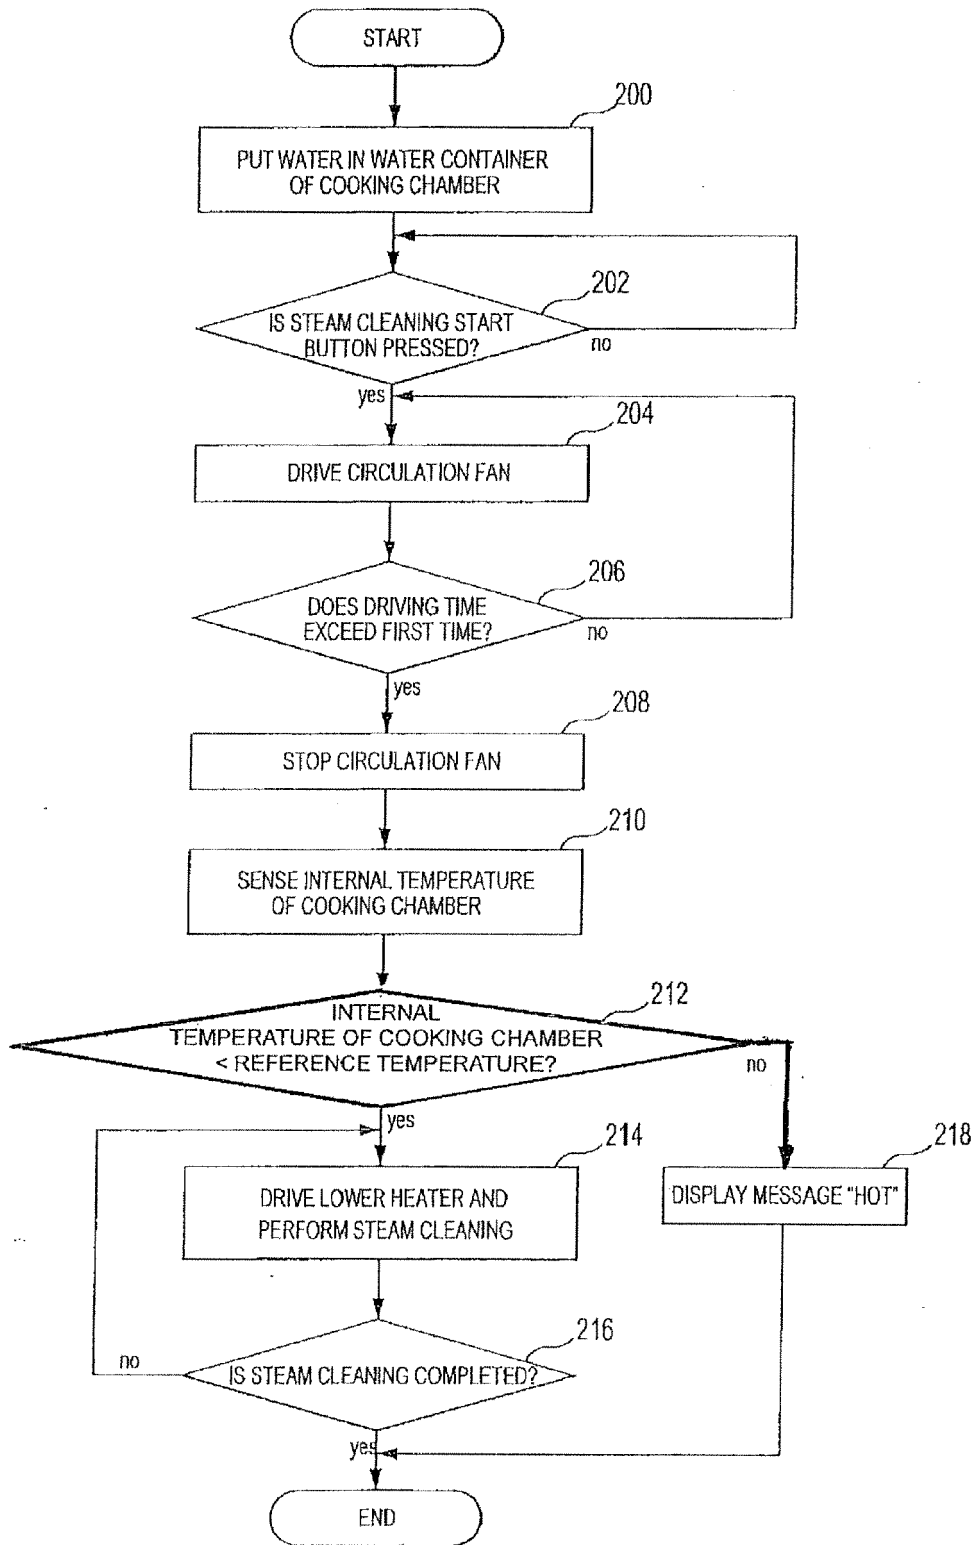 START
200
PUT WATER IN WATER CONTAINER
OF COOKING CHAMBER
202
IS STEAM CLEANING START
BUTTON PRESSED?
no
yes
204
DRIVE CIRCULATION FAN
206
DOES DRIVING TIME
EXCEED FIRST TIME?
no
yes
208
STOP CIRCULATION FAN
210
SENSE INTERNAL TEMPERATURE
OF COOKING CHAMBER
212
INTERNAL
TEMPERATURE OF COOKING CHAMBER
< REFERENCE TEMPERATURE?
no
yes
214
DRIVE LOWER HEATER AND
PERFORM STEAM CLEANING
218
DISPLAY MESSAGE "HOT"
216
IS STEAM CLEANING COMPLETED?
no
yes
END